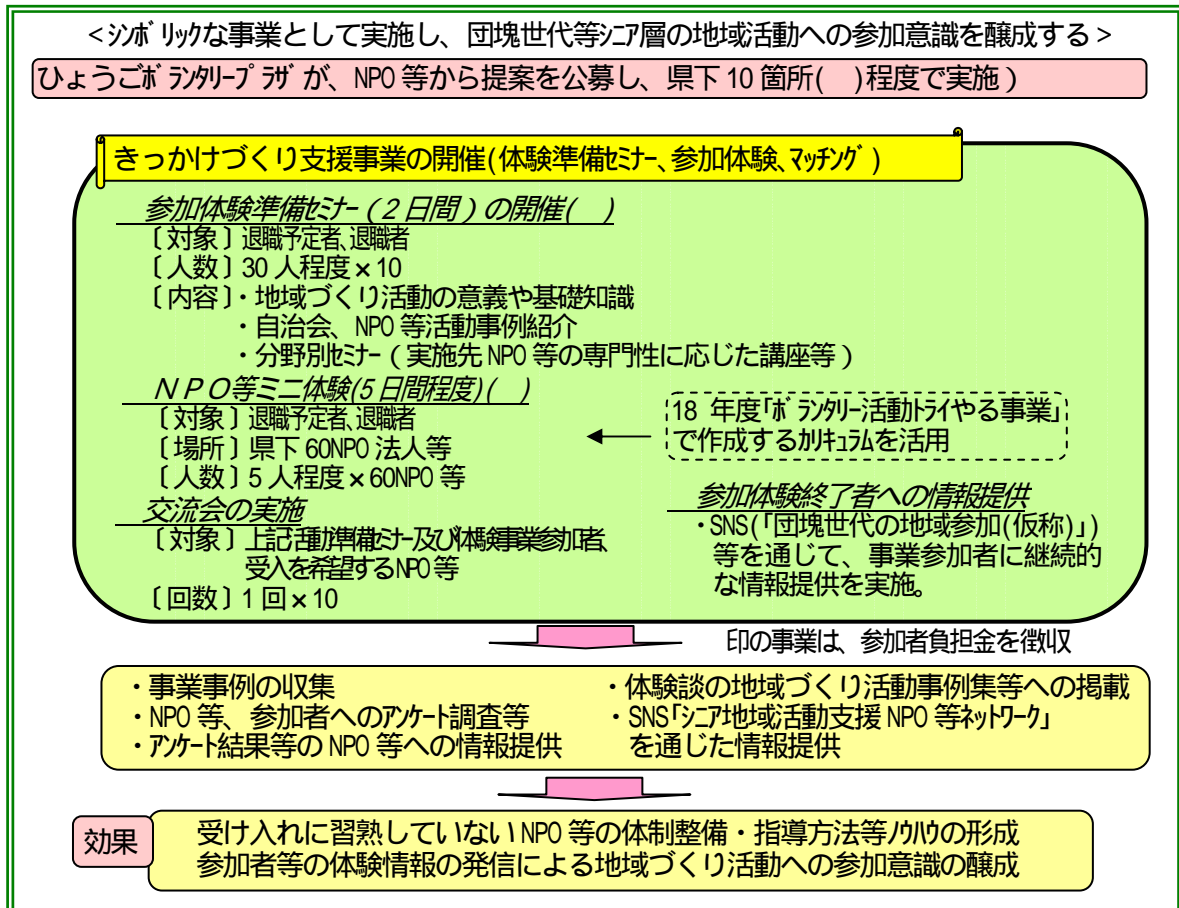 ＜ｼﾝﾎﾞﾘｯｸな事業として実施し、団塊世代等ｼﾆｱ層の地域活動への参加意識を醸成する＞
ひょうごﾎﾞﾗﾝﾀﾘｰﾌﾟﾗｻﾞが、NPO等から提案を公募し、県下10箇所(　)程度で実施）
きっかけづくり支援事業の開催(体験準備ｾﾐﾅｰ、参加体験、ﾏｯﾁﾝｸﾞ)
参加体験準備ｾﾐﾅｰ（２日間）の開催(　)
〔対象〕退職予定者、退職者
〔人数〕30人程度×10
〔内容〕・地域づくり活動の意義や基礎知識
・自治会、NPO等活動事例紹介
・分野別ｾﾐﾅｰ（実施先NPO等の専門性に応じた講座等）
ＮＰＯ等ミニ体験(5日間程度)(　)
〔対象〕退職予定者、退職者
〔場所〕県下60NPO法人等
〔人数〕5人程度×60NPO等
18年度｢ﾎﾞﾗﾝﾀﾘｰ活動ﾄﾗｲやる事業｣
で作成するｶﾘｷｭﾗﾑを活用
交流会の実施
〔対象〕上記活動準備ｾﾐﾅｰ及び体験事業参加者、
受入を希望するNPO等
〔回数〕1回×10
参加体験終了者への情報提供
・SNS(｢団塊世代の地域参加(仮称)｣)
等を通じて、事業参加者に継続的
な情報提供を実施。
印の事業は、参加者負担金を徴収
・事業事例の収集
・NPO等、参加者へのｱﾝｹｰﾄ調査等
・ｱﾝｹｰﾄ結果等のNPO等への情報提供
・体験談の地域づくり活動事例集等への掲載
・SNS｢ｼﾆｱ地域活動支援NPO等ネットワーク｣
を通じた情報提供
効果
受け入れに習熟していないNPO等の体制整備・指導方法等ﾉｳﾊｳの形成
参加者等の体験情報の発信による地域づくり活動への参加意識の醸成